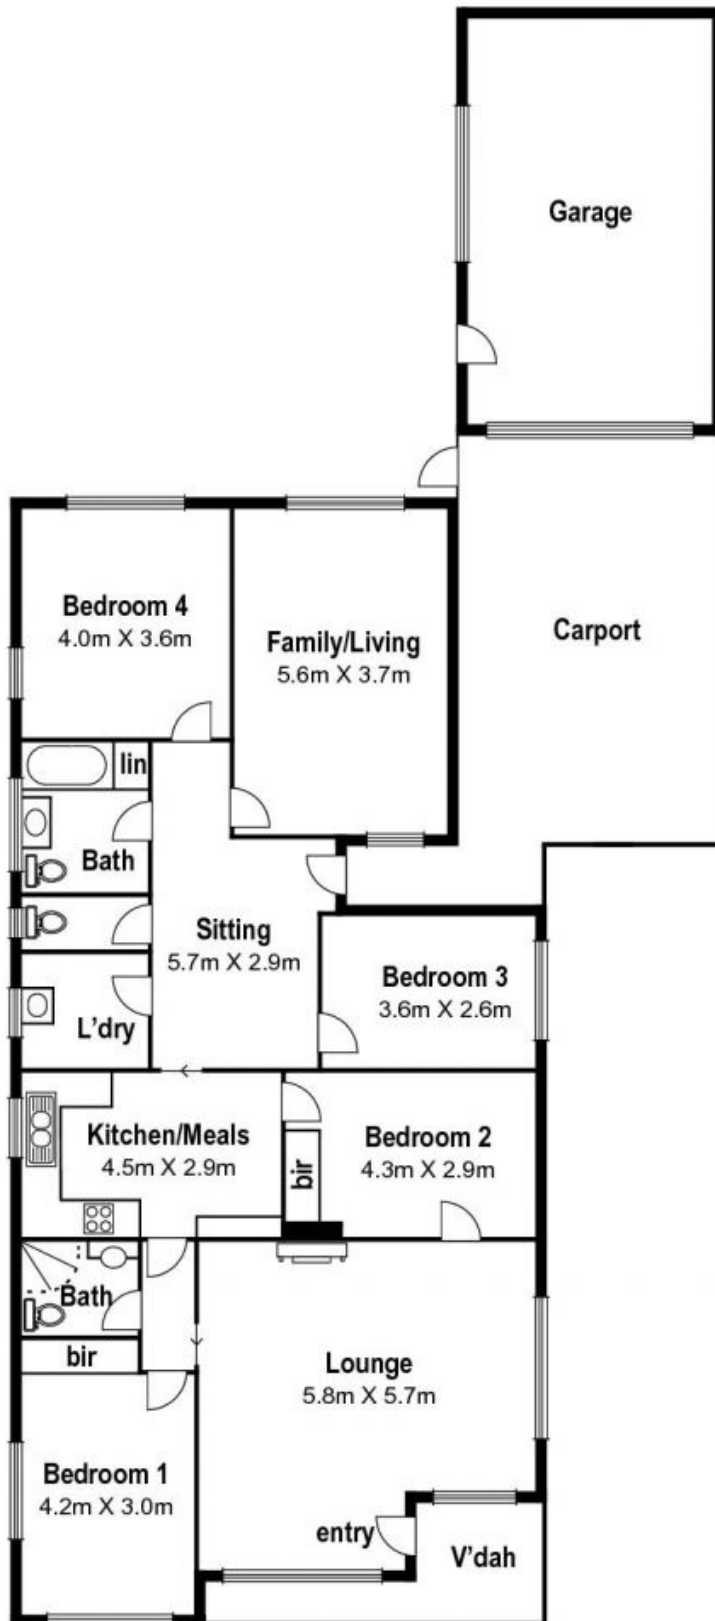 Garage
Carport
Bedroom 4
4.0m X 3.6m
Family/Living
5.6m X 3.7m
lin
Bath
Sitting
5.7m X 2.9m
Bedroom 3
3.6m X 2.6m
L'dry
Kitchen/Meals
4.5m X 2.9m
Bedroom 2
4.3m X 2.9m
bir
Bath
bir
Lounge
5.8m X 5.7m
Bedroom 1
4.2m X 3.0m
entry
V'dah